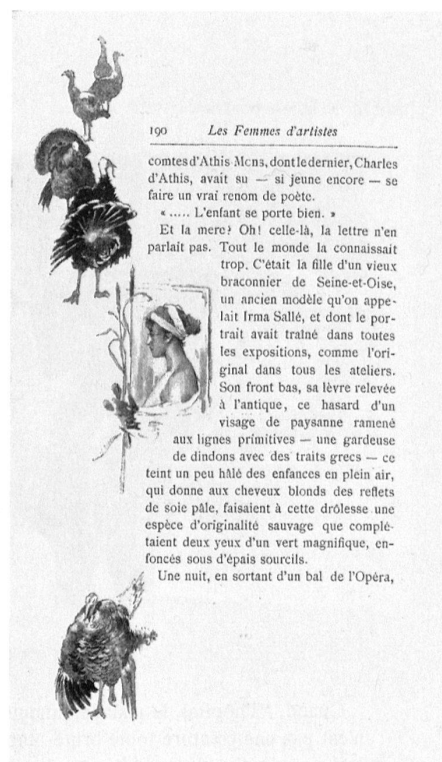 190 Les Femmes d'artistes
comtes d'Athis Mons, dont le dernier, Charles
d'Athis, avait su — si jeune encore — se
faire un vrai renom de poète.
« ..... L'enfant se porte bien. »
Et la mere? Oh! celle-là, la lettre n'en
parlait pas. Tout le monde la connaissait
trop. C'était la fille d'un vieux
braconnier de Seine-et-Oise,
un ancien modèle qu'on appe-
lait Irma Sallé, et dont le por-
trait avait traîné dans toutes
les expositions, comme l'ori-
ginal dans tous les ateliers.
Son front bas, sa lèvre relevée
à l'antique, ce hasard d'un
visage de paysanne ramené
aux lignes primitives — une gardeuse
de dindons avec des traits grecs — ce
teint un peu hâlé des enfances en plein air,
qui donne aux cheveux blonds des reflets
de soie pâle, faisaient à cette drôlesse une
espèce d'originalité sauvage que complé-
taient deux yeux d'un vert magnifique, en-
foncés sous d'épais sourcils.
Une nuit, en sortant d'un bal de l'Opéra,